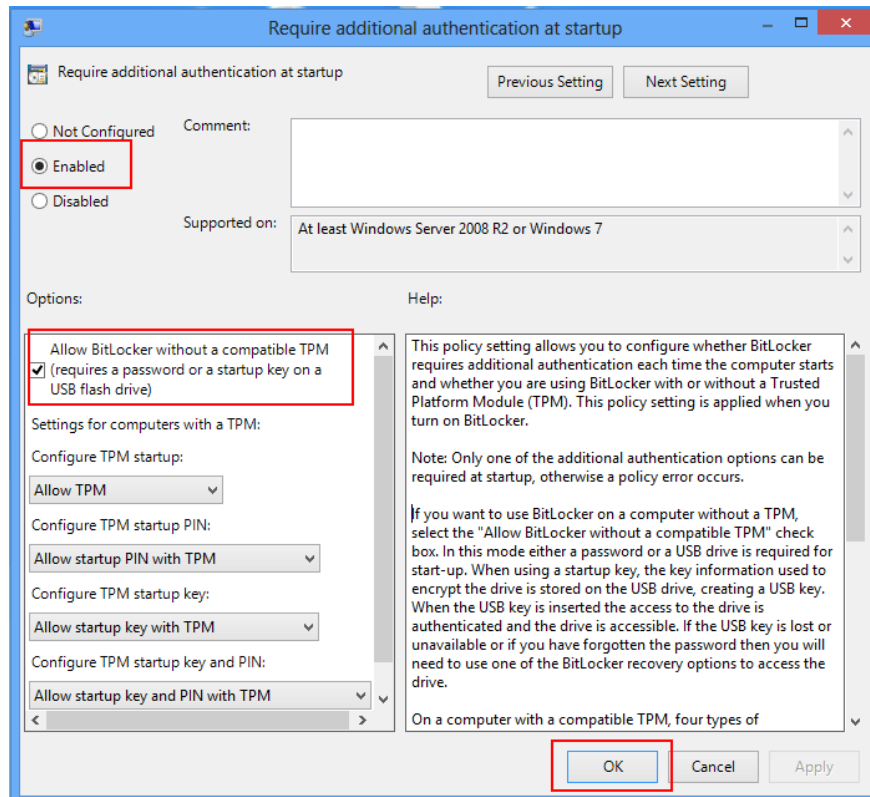 Require additional authentication at startup
Require additional authentication at startup
Previous Setting
Next Setting
Not Configured
Comment:
Enabled
Disabled
Supported on:
At least Windows Server 2008 R2 or Windows 7
Options:
Help:
Allow BitLocker without a compatible TPM
(requires a password or a startup key on a
USB flash drive)
Settings for computers with a TPM:
Configure TPM startup:
Allow TPM
Configure TPM startup PIN:
Allow startup PIN with TPM
Configure TPM startup key:
Allow startup key with TPM
Configure TPM startup key and PIN:
Allow startup key and PIN with TPM
This policy setting allows you to configure whether BitLocker
requires additional authentication each time the computer starts
and whether you are using BitLocker with or without a Trusted
Platform Module (TPM). This policy setting is applied when you
turn on BitLocker.
Note: Only one of the additional authentication options can be
required at startup, otherwise a policy error occurs.
If you want to use BitLocker on a computer without a TPM,
select the "Allow BitLocker without a compatible TPM" check
box. In this mode either a password or a USB drive is required for
start-up. When using a startup key, the key information used to
encrypt the drive is stored on the USB drive, creating a USB key.
When the USB key is inserted the access to the drive is
authenticated and the drive is accessible. If the USB key is lost or
unavailable or if you have forgotten the password then you will
need to use one of the BitLocker recovery options to access the
drive.
On a computer with a compatible TPM, four types of
OK
Cancel
Apply